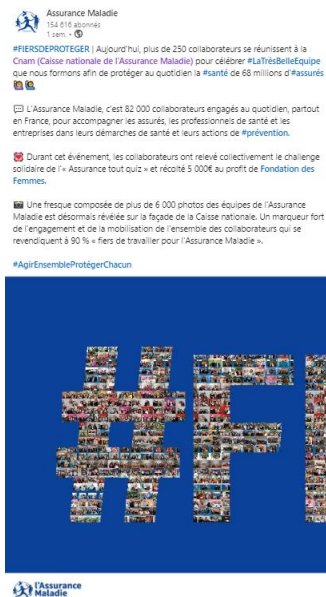 Assurance Maladie
154 616 abonnés
1 sem. •
#FIERSDEPROTEGER | Aujourd'hui, plus de 250 collaborateurs se réunissent à la
Cnam (Caisse nationale de l'Assurance Maladie) pour célébrer #LaTrèsBelleEquipe
que nous formons afin de protéger au quotidien la #santé de 68 millions d'#assurés
L'Assurance Maladie, c'est 82 000 collaborateurs engagés au quotidien, partout
en France, pour accompagner les assurés, les professionnels de santé et les
entreprises dans leurs démarches de santé et leurs actions de #prévention.
Durant cet événement, les collaborateurs ont relevé collectivement le challenge
solidaire de l'« Assurance tout quiz » et récolté 5 000€ au profit de Fondation des
Femmes.
Une fresque composée de plus de 6 000 photos des équipes de l'Assurance
Maladie est désormais révélée sur la façade de la Caisse nationale. Un marqueur fort
de l'engagement et de la mobilisation de l'ensemble des collaborateurs qui se
revendiquent à 90 % « fiers de travailler pour l'Assurance Maladie ».
#AgirEnsembleProtégerChacun
#FI
l'Assurance
Maladie